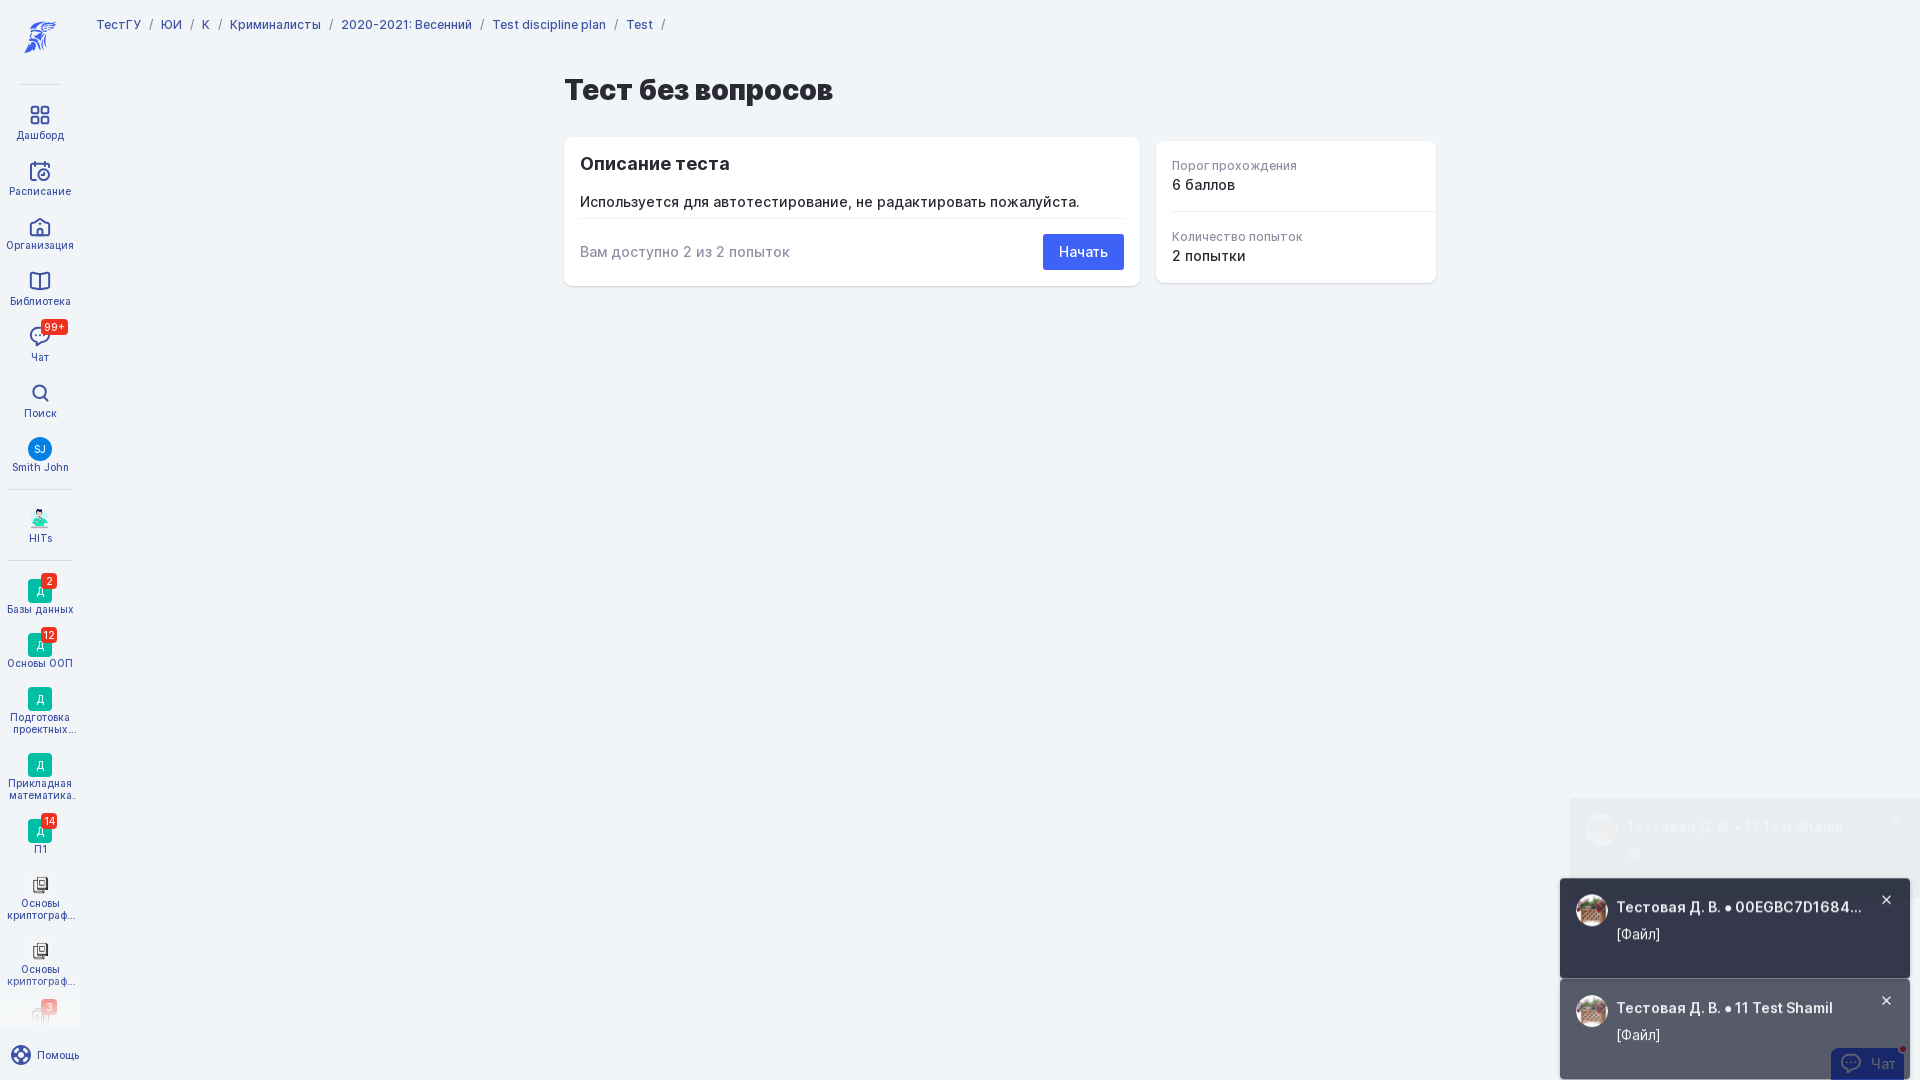 ТестГУ / ЮИ / К / Криминалисты / 2020-2021: Весенний / Test discipline plan / Test /
Тест без вопросов
Описание теста
Используется для автотестирование, не радактировать пожалуйста.
Вам доступно 2 из 2 попыток
Начать
Порог прохождения
6 баллов
Количество попыток
2 попытки
Дашборд
Расписание
Организация
Библиотека
99+
Чат
Поиск
SJ
Smith John
HITs
Д
2
Базы данных
Д
12
Основы ООП
Д
Подготовка
проектных...
Д
Прикладная
математика.
Д
14
П1
Основы
криптограф...
Основы
криптограф...
3
Помощь
Тестовая Д. В. ● 11 Test Shamil
Тестовая Д. В. ● 00EGBC7D1684...
[Файл]
Тестовая Д. В. ● 11 Test Shamil
[Файл]
Чат